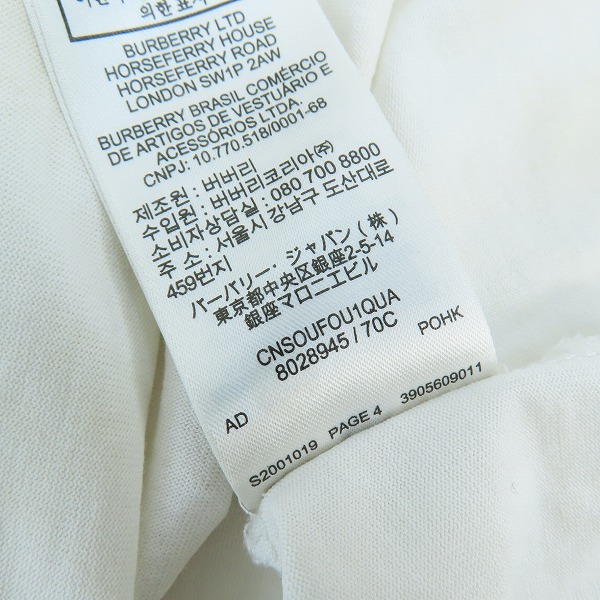 의한 표시
BURBERRY LTD
HORSEFERRY HOUSE
HORSEFERRY ROAD
LONDON SW1P 2AW
BURBERRY BRASIL COMÉRCIO
DE ARTIGOS DE VESTUÁRIO E
ACESSÓRIOS LTDA.
CNPJ: 10.770.518/0001-68
제조원 : 버버리
수입원 : 버버리코리아(주)
소비자상담실 : 080 700 8800
주 소 : 서울시 강남구 도산대로
459번지
バーバリー・ジャパン(株)
東京都中央区銀座2-5-14
銀座マロニエビル
CNSOUFOU1QUA
8028945 / 70C
AD
POHK
S2001019 PAGE 4 3905609011